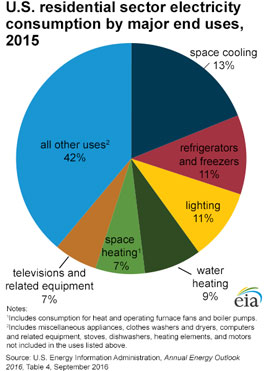 U.S. residential sector electricity
consumption by major end uses,
2015
space cooling
13%
all other uses²
42%
refrigerators
and freezers
11%
lighting
11%
space
heating¹
7%
televisions and
related equipment
7%
water
heating
9%
eia
Notes:
¹Includes consumption for heat and operating furnace fans and boiler pumps.
²Includes miscellaneous appliances, clothes washers and dryers, computers
and related equipment, stoves, dishwashers, heating elements, and motors
not included in the uses listed above.
Source: U.S. Energy Information Administration, Annual Energy Outlook
2016, Table 4, September 2016